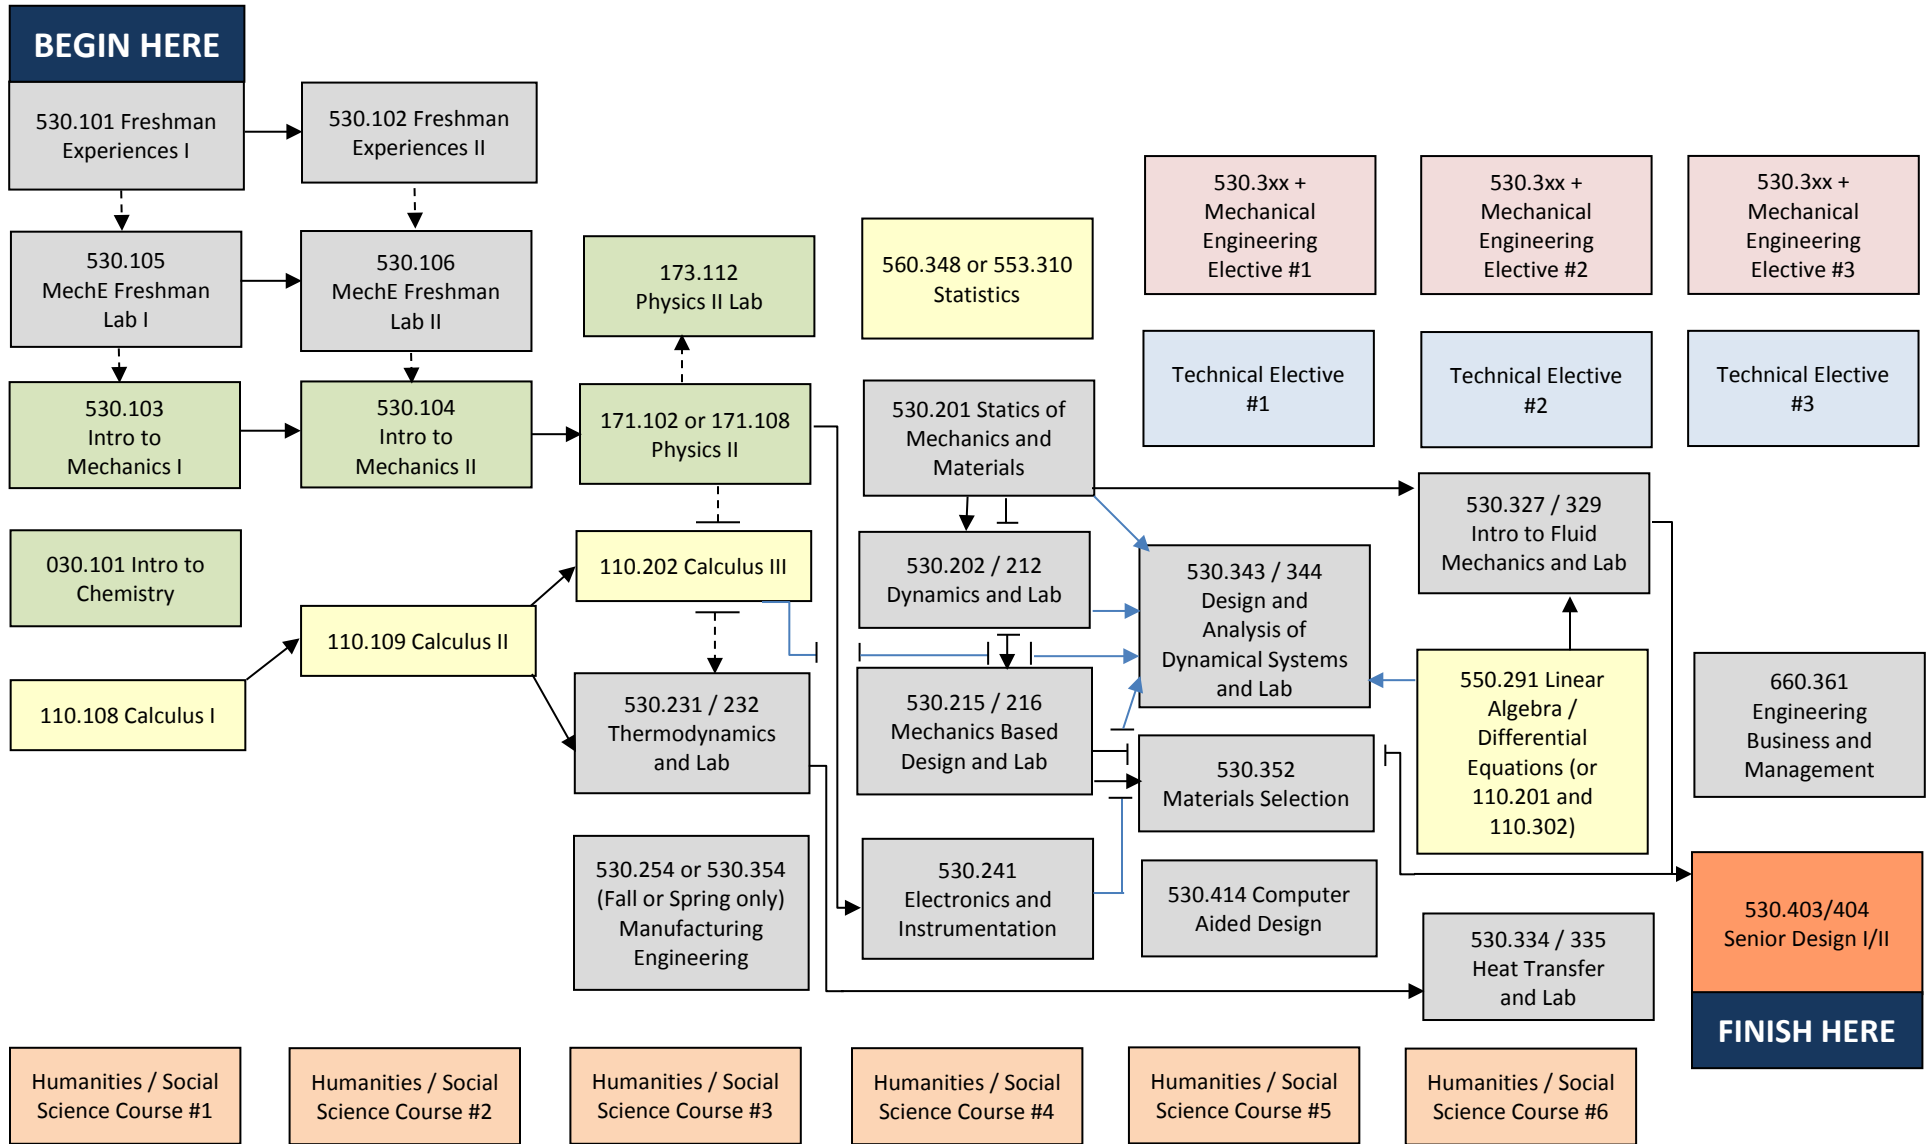 BEGIN HERE
530.101 Freshman
Experiences I
530.102 Freshman
Experiences II
530.105
MechE Freshman
Lab I
530.106
MechE Freshman
Lab II
530.103
Intro to
Mechanics I
530.104
Intro to
Mechanics II
030.101 Intro to
Chemistry
110.108 Calculus I
110.109 Calculus II
173.112
Physics II Lab
171.102 or 171.108
Physics II
110.202 Calculus III
530.231 / 232
Thermodynamics
and Lab
530.254 or 530.354
(Fall or Spring only)
Manufacturing
Engineering
560.348 or 553.310
Statistics
530.201 Statics of
Mechanics and
Materials
530.202 / 212
Dynamics and Lab
530.215 / 216
Mechanics Based
Design and Lab
530.241
Electronics and
Instrumentation
530.3xx +
Mechanical
Engineering
Elective #1
Technical Elective
#1
530.343 / 344
Design and
Analysis of
Dynamical Systems
and Lab
530.352
Materials Selection
530.414 Computer
Aided Design
530.3xx +
Mechanical
Engineering
Elective #2
Technical Elective
#2
530.327 / 329
Intro to Fluid
Mechanics and Lab
550.291 Linear
Algebra /
Differential
Equations (or
110.201 and
110.302)
530.334 / 335
Heat Transfer
and Lab
530.3xx +
Mechanical
Engineering
Elective #3
Technical Elective
#3
660.361
Engineering
Business and
Management
530.403/404
Senior Design I/II
FINISH HERE
Humanities / Social
Science Course #1
Humanities / Social
Science Course #2
Humanities / Social
Science Course #3
Humanities / Social
Science Course #4
Humanities / Social
Science Course #5
Humanities / Social
Science Course #6